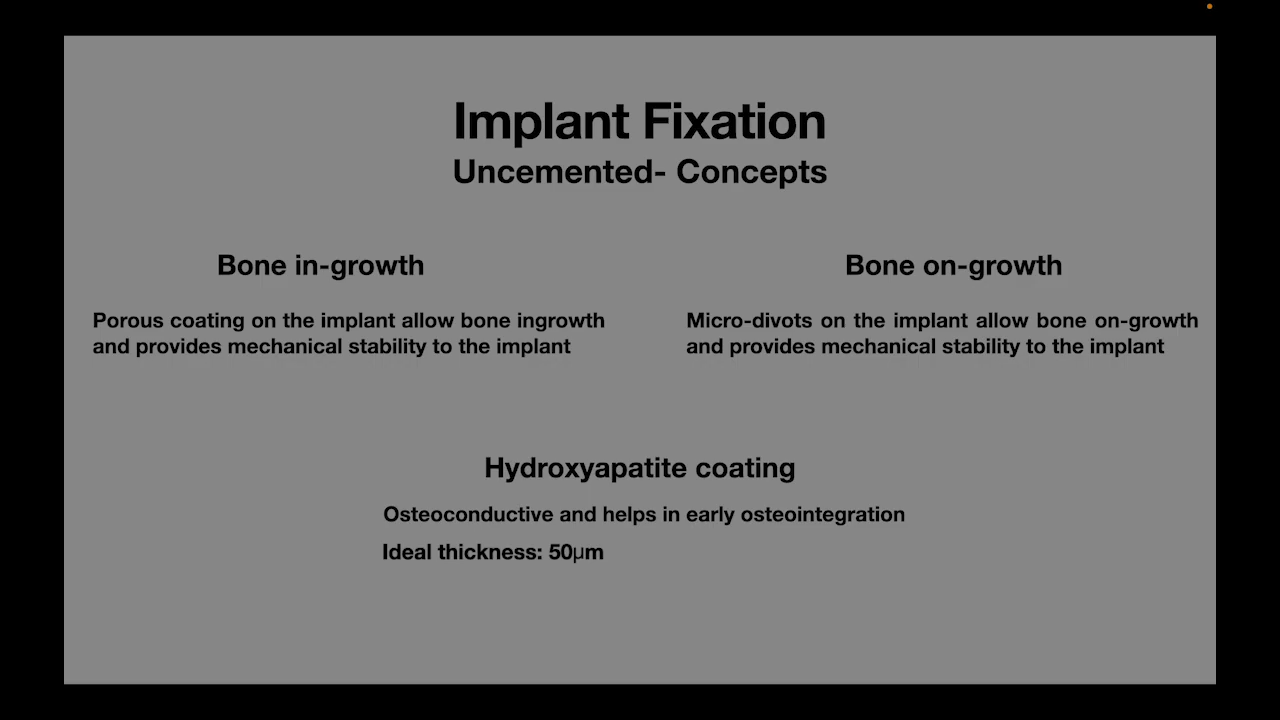 Implant Fixation
Uncemented- Concepts
Bone in-growth
Porous coating on the implant allow bone ingrowth
and provides mechanical stability to the implant
Bone on-growth
Micro-divots on the implant allow bone on-growth
and provides mechanical stability to the implant
Hydroxyapatite coating
Osteoconductive and helps in early osteointegration
Ideal thickness: 50μm